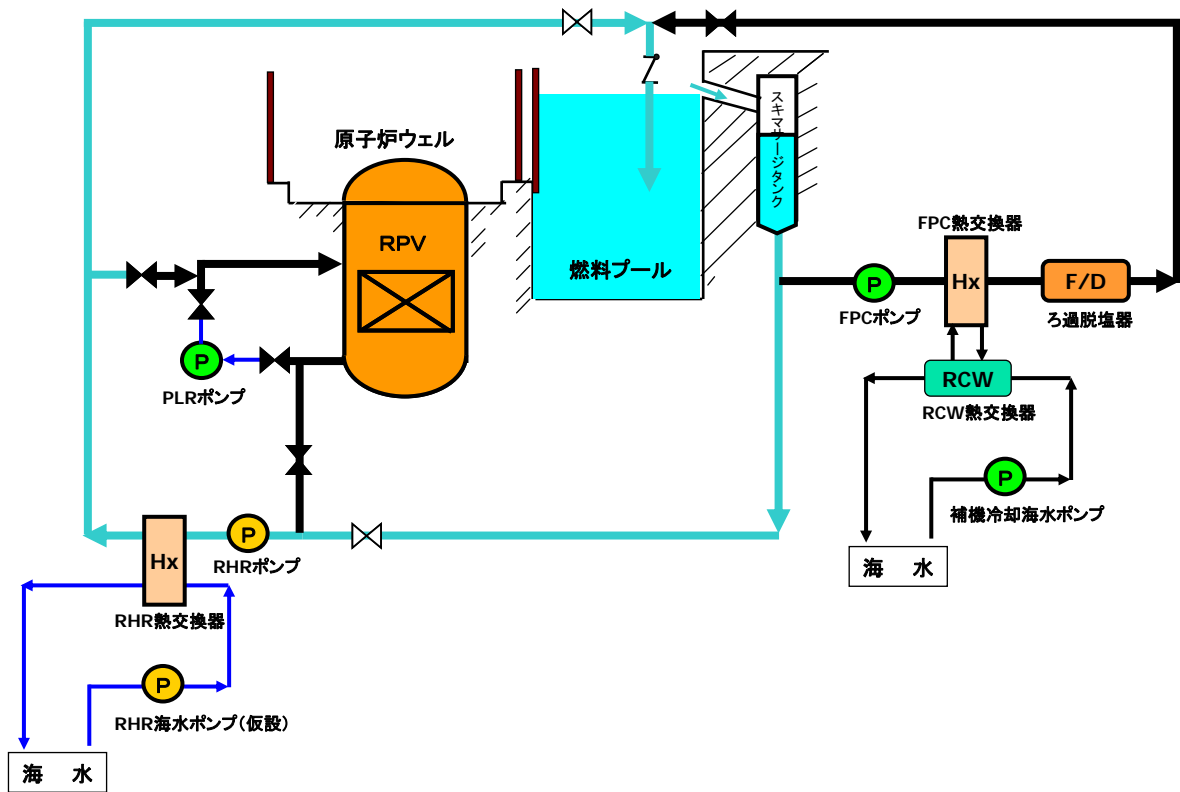 原子炉ウェル
スキマサージタンク
RPV
燃料プール
FPC熱交換器
P
Hx
F/D
FPCポンプ
ろ過脱塩器
P
PLRポンプ
RCW
RCW熱交換器
P
補機冷却海水ポンプ
海 水
Hx
P
RHRポンプ
RHR熱交換器
P
RHR海水ポンプ(仮設)
海 水